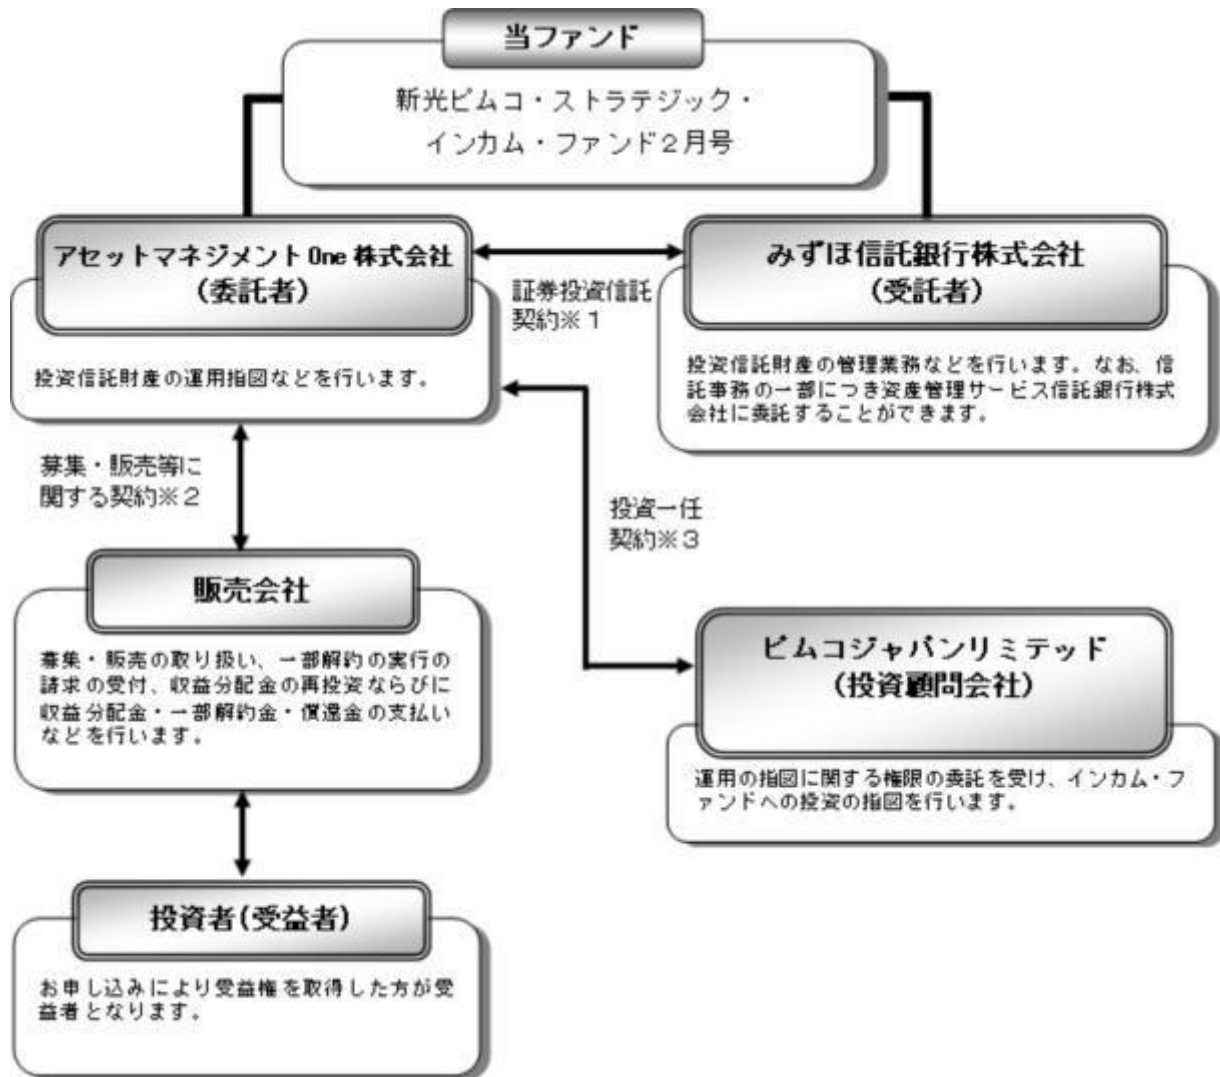 当ファンド
新光ピムコ・ストラテジック・
インカム・ファンド2月号
アセットマネジメントOne 株式会社
(委託者)
投資信託財産の運用指図などを行います。
証券投資信託
契約※1
みずほ信託銀行株式会社
(受託者)
投資信託財産の管理業務などを行います。なお、信
託事務の一部につき資産管理サービス信託銀行株式
会社に委託することができます。
募集・販売等に
関する契約※2
投資一任
契約※3
販売会社
募集・販売の取り扱い、一部解約の実行の
請求の受付、収益分配金の再投資ならびに
収益分配金・一部解約金・償還金の支払い
などを行います。
ピムコジャパンリミテッド
(投資顧問会社)
運用の指図に関する権限の委託を受け、インカム・フ
ァンドへの投資の指図を行います。
投資者(受益者)
お申し込みにより受益権を取得した方が受
益者となります。